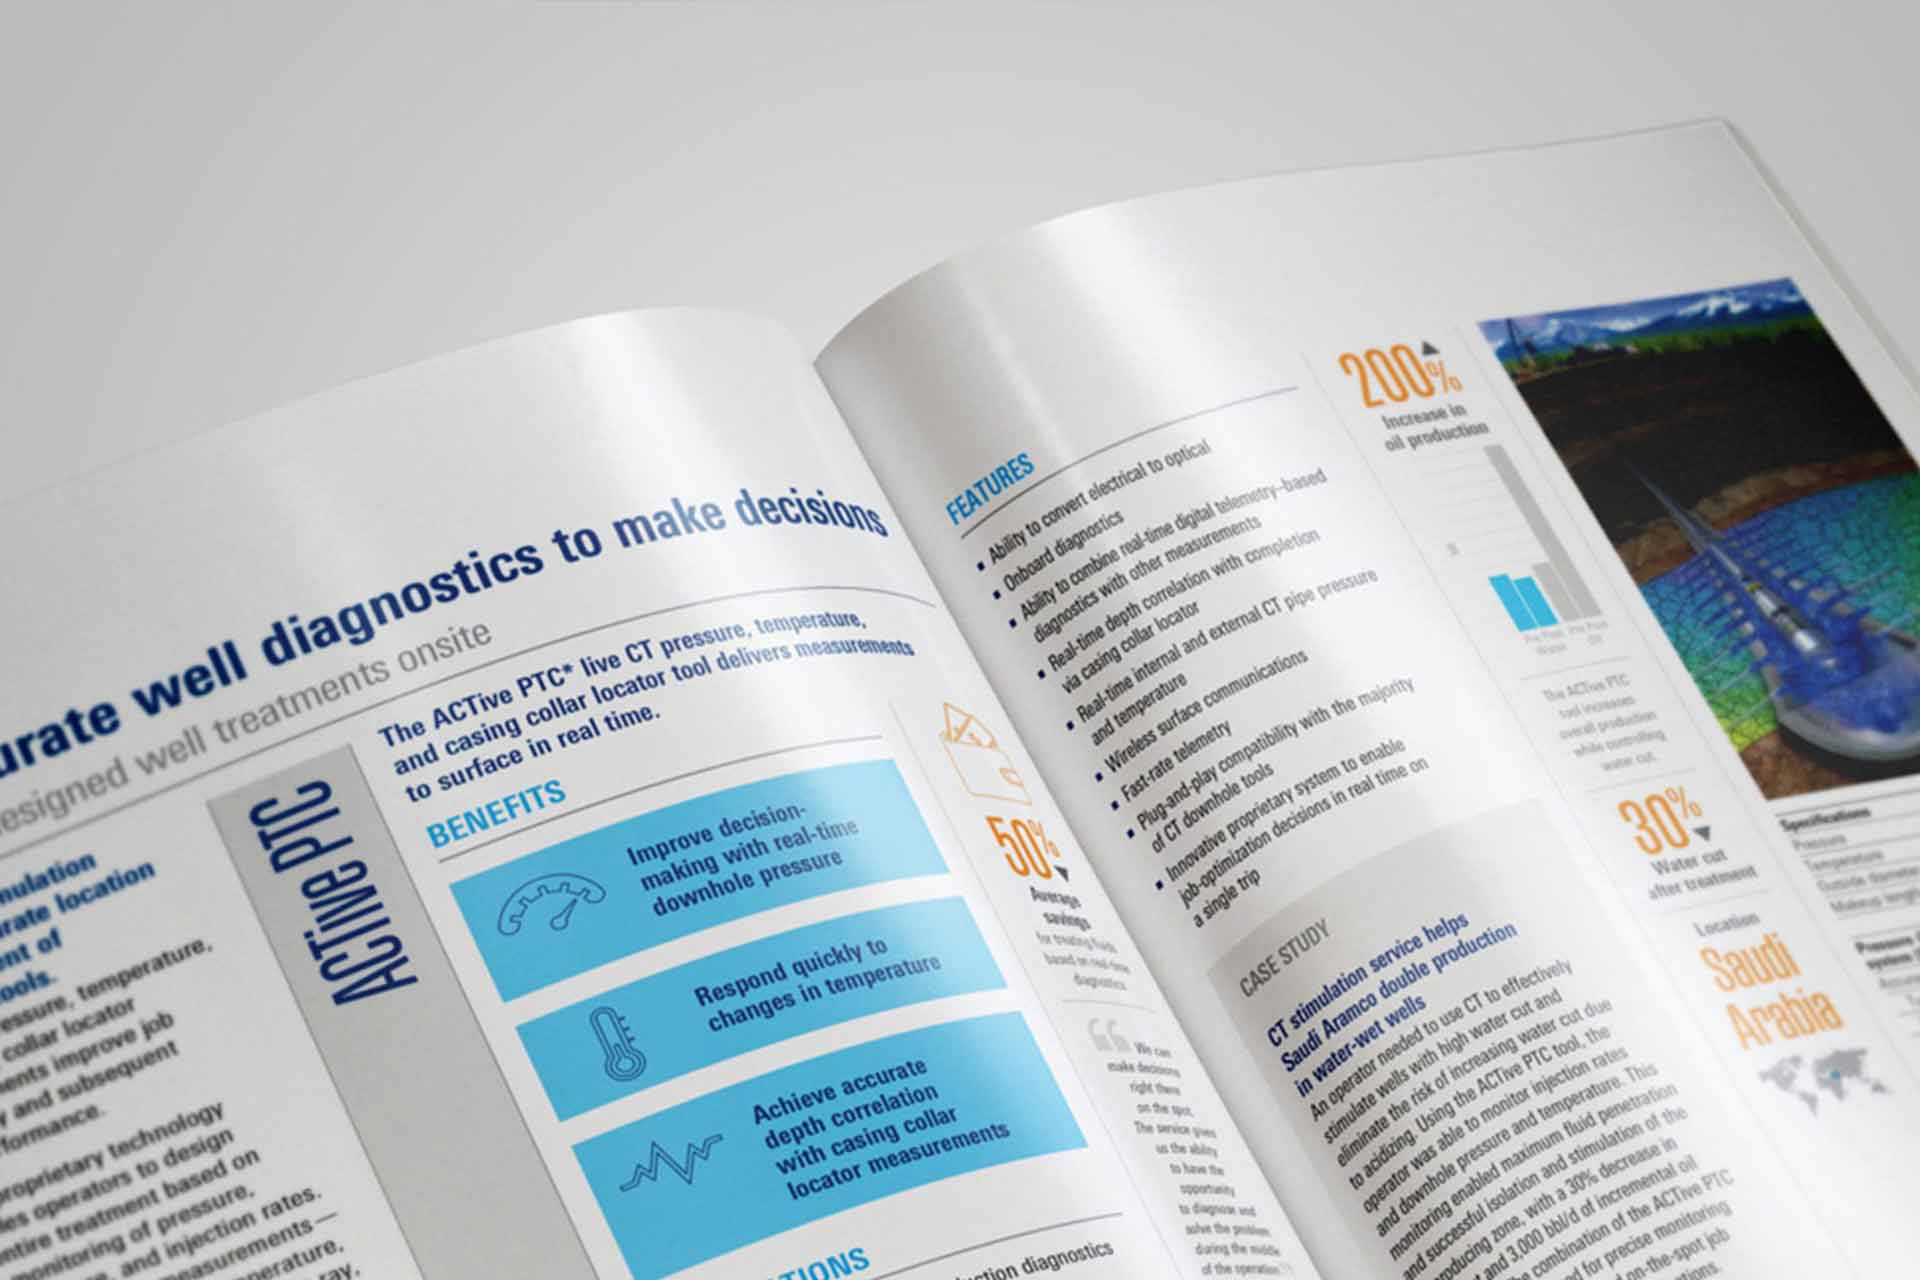 urate well diagnostics to make decisions
esigned well treatments onsite
mulation
urate location
ent of
ools.
essure, temperature,
collar locator
ents improve job
y and subsequent
formance.
proprietary technology
les operators to design
ntire treatment based on
monitoring of pressure,
e, and injection rates.
measurements—
perature,
ray,
ACTive PTC
The ACTive PTC* live CT pressure, temperature,
and casing collar locator tool delivers measurements
to surface in real time.
BENEFITS
Improve decision-
making with real-time
downhole pressure
Respond quickly to
changes in temperature
Achieve accurate
depth correlation
with casing collar
locator measurements
ATIONS
uction diagnostics
50%
Average
savings
for treating fluids
based on real-time
diagnostics
“ We can
make decisions
right there
on the spot.
The service gives
us the ability
to have the
opportunity
to diagnose and
solve the problem
during the middle
of the operation.”
FEATURES
▪ Ability to convert electrical to optical
▪ Onboard diagnostics
▪ Ability to combine real-time digital telemetry–based
diagnostics with other measurements
▪ Real-time depth correlation with completion
via casing collar locator
▪ Real-time internal and external CT pipe pressure
and temperature
▪ Wireless surface communications
▪ Fast-rate telemetry
▪ Plug-and-play compatibility with the majority
of CT downhole tools
▪ Innovative proprietary system to enable
job-optimization decisions in real time on
a single trip
CASE STUDY
CT stimulation service helps
Saudi Aramco double production
in water-wet wells
An operator needed to use CT to effectively
stimulate wells with high water cut and
eliminate the risk of increasing water cut due
to acidizing. Using the ACTive PTC tool, the
operator was able to monitor injection rates
and downhole pressure and temperature. This
monitoring enabled maximum fluid penetration
and successful isolation and stimulation of the
producing zone, with a 30% decrease in
and 3,000 bbl/d of incremental oil
The combination of the ACTive PTC
ed for precise monitoring
on-the-spot job
200%
Increase in
oil production
Pre Post Pre Post
Water Oil
The ACTive PTC
tool increases
overall production
while controlling
water cut.
30%
Water cut
after treatment
Location
Saudi
Arabia
Specifications
Pressure
Temperature
Outside diameter
Makeup length